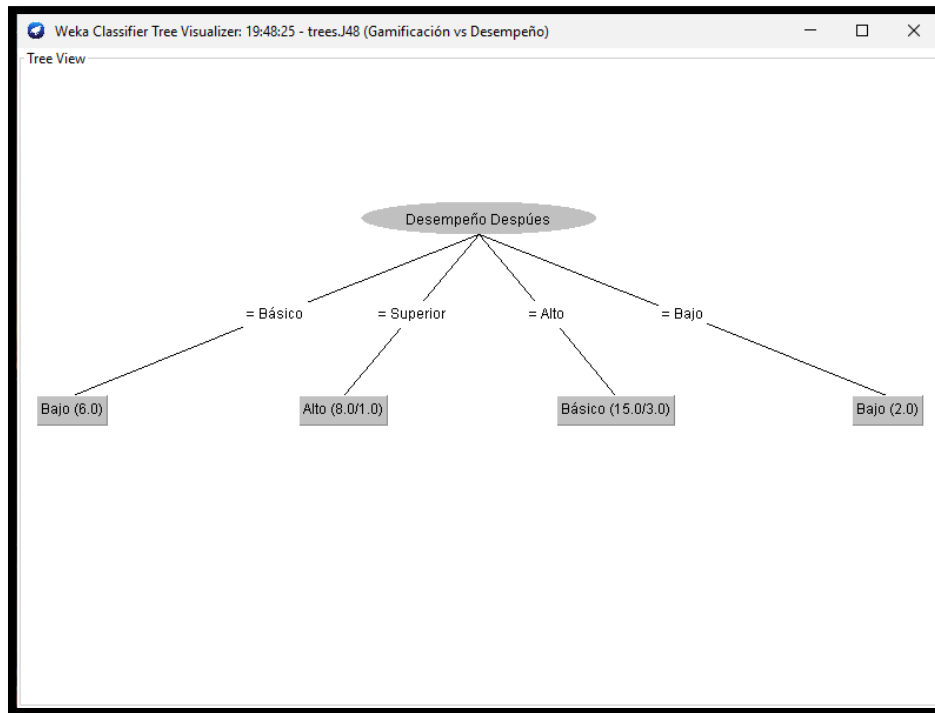 Weka Classifier Tree Visualizer: 19:48:25 - trees.J48 (Gamificación vs Desempeño)
Tree View
Desempeño Despúes
= Básico = Superior = Alto = Bajo
Bajo (6.0) Alto (8.0/1.0) Básico (15.0/3.0) Bajo (2.0)